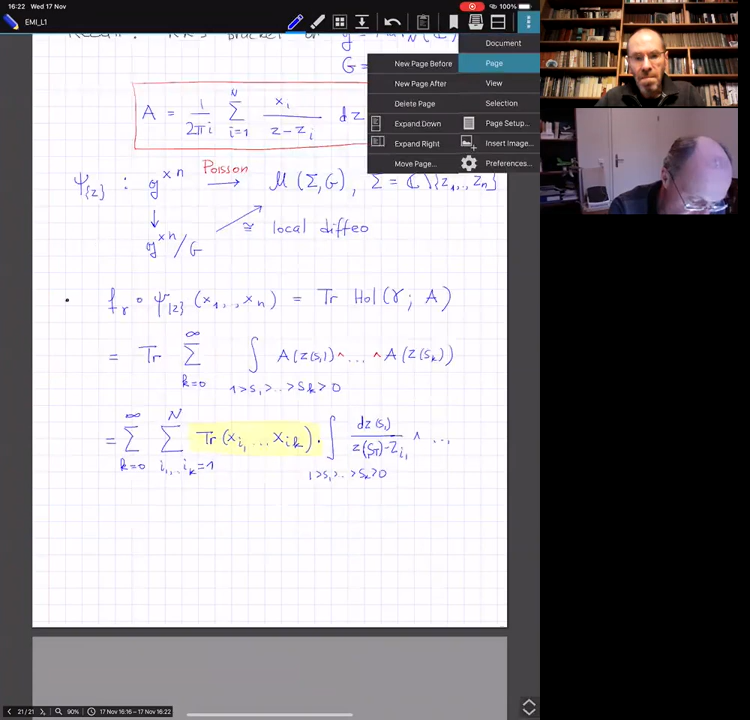 16:22 Wed 17 Nov
100%
EMI_L1
Document
Page
View
Selection
Page Setup...
Insert Image...
Preferences...
New Page Before
New Page After
Delete Page
Expand Down
Expand Right
Move Page...
G =
A = 1/2πi ∑_{i=1}^{N} x_i/(z-z_i) dz
Ψ_{z} : g^{xn} Poisson → M(Σ,G), Σ = ℂ\{z_1,.., z_n}
↓ ↗ ≅ local diffeo
g^{xn}/G
• f_γ ∘ Ψ_{z}(x_1,..,x_n) = Tr Hol(γ; A)
= Tr ∑_{k=0}^{∞} ∫_{1>s_1>..>s_k>0} A(z(s_1)) ^ ... ^ A(z(s_k))
= ∑_{k=0}^{∞} ∑_{i_1,..i_k=1}^{N} Tr(x_{i_1} ... x_{i_k}) · ∫_{1>s_1>..>s_k>0} dz(s_1)/(z(s_1)-z_{i_1}) ^ ...
21/21 90% 17 Nov 16:16 – 17 Nov 16:22